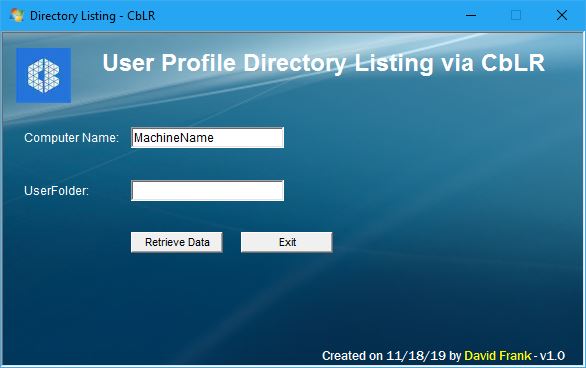 Directory Listing - CbLR
User Profile Directory Listing via CbLR
Computer Name: MachineName
UserFolder:
Retrieve Data Exit
Created on 11/18/19 by David Frank - v1.0